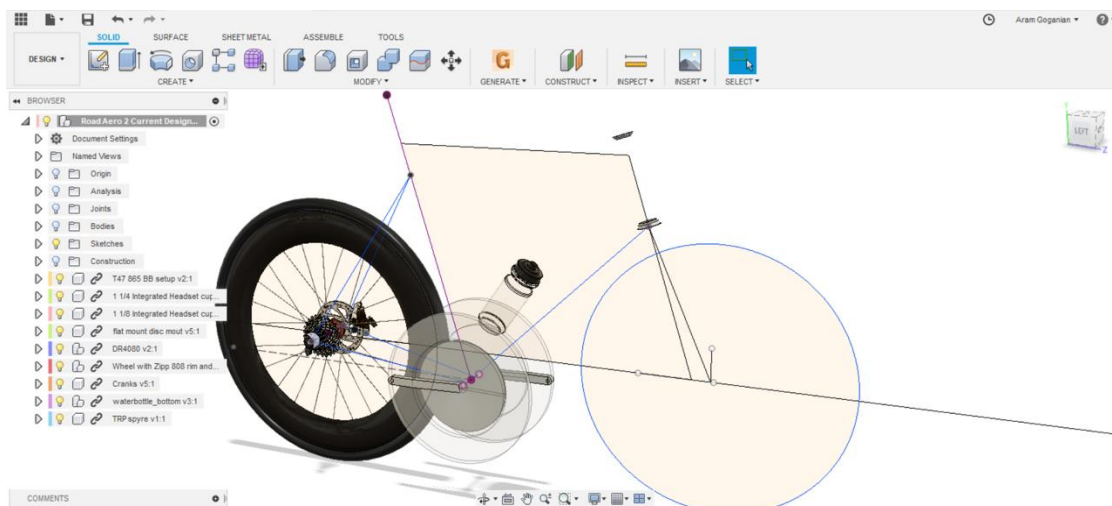 Aram Goganian
SOLID SURFACE SHEET METAL ASSEMBLE TOOLS
DESIGN
CREATE MODIFY GENERATE CONSTRUCT INSPECT INSERT SELECT
BROWSER
Road Aero 2 Current Design...
Document Settings
Named Views
Origin
Analysis
Joints
Bodies
Sketches
Construction
T47 865 BB setup v2:1
1 1/4 Integrated Headset cup...
1 1/8 Integrated Headset cup...
flat mount disc mout v5:1
DR4080 v2:1
Wheel with Zipp 808 rim and...
Cranks v5:1
waterbottle_bottom v3:1
TRP spyre v1:1
LEFT
Y
Z
COMMENTS